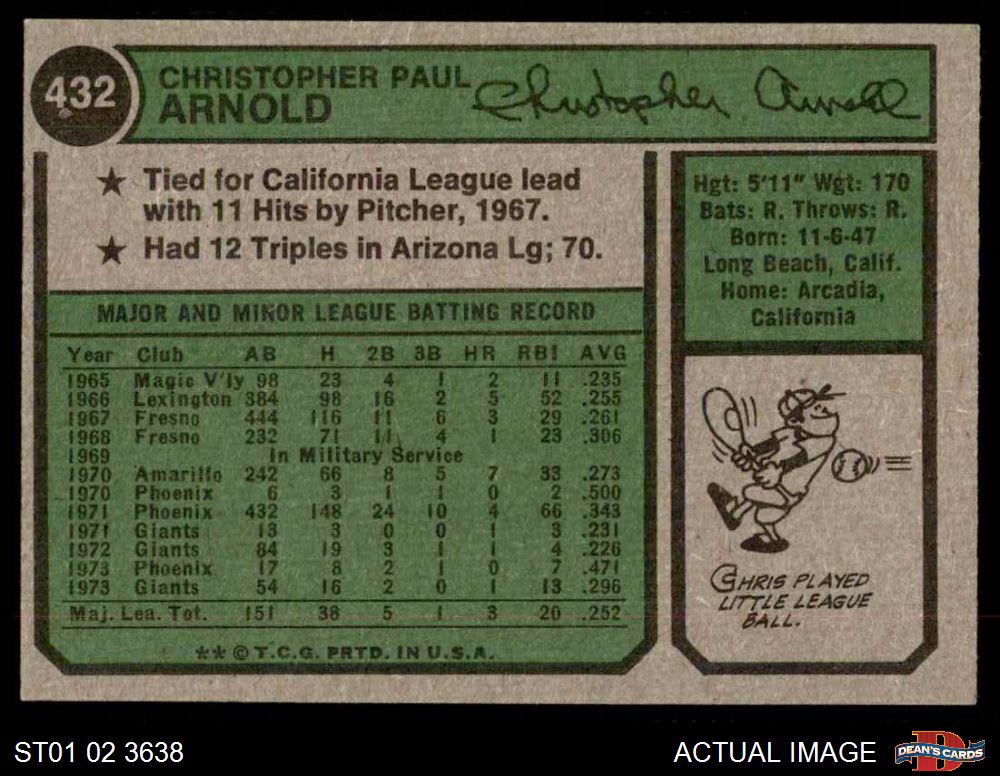 432
CHRISTOPHER PAUL
ARNOLD
Christopher Arnold
★ Tied for California League lead
with 11 Hits by Pitcher, 1967.
★ Had 12 Triples in Arizona Lg; 70.
MAJOR AND MINOR LEAGUE BATTING RECORD
Year Club AB H 2B 3B HR RBI AVG
1965 Magic V'ly 98 23 4 1 2 11 .235
1966 Lexington 384 98 16 2 5 52 .255
1967 Fresno 444 116 11 6 3 29 .261
1968 Fresno 232 71 11 4 1 23 .306
1969 In Military Service
1970 Amarillo 242 66 8 5 7 33 .273
1970 Phoenix 6 3 1 1 0 2 .500
1971 Phoenix 432 148 24 10 4 66 .343
1971 Giants 13 3 0 0 1 3 .231
1972 Giants 84 19 3 1 1 4 .226
1973 Phoenix 17 8 2 1 0 7 .471
1973 Giants 54 16 2 0 1 13 .296
Maj. Lea. Tot. 151 38 5 1 3 20 .252
★★ © T.C.G. PRTD. IN U.S.A.
Hgt: 5'11" Wgt: 170
Bats: R. Throws: R.
Born: 11-6-47
Long Beach, Calif.
Home: Arcadia,
California
CHRIS PLAYED
LITTLE LEAGUE
BALL.
ST01 02 3638
ACTUAL IMAGE
D
DEAN'S CARDS